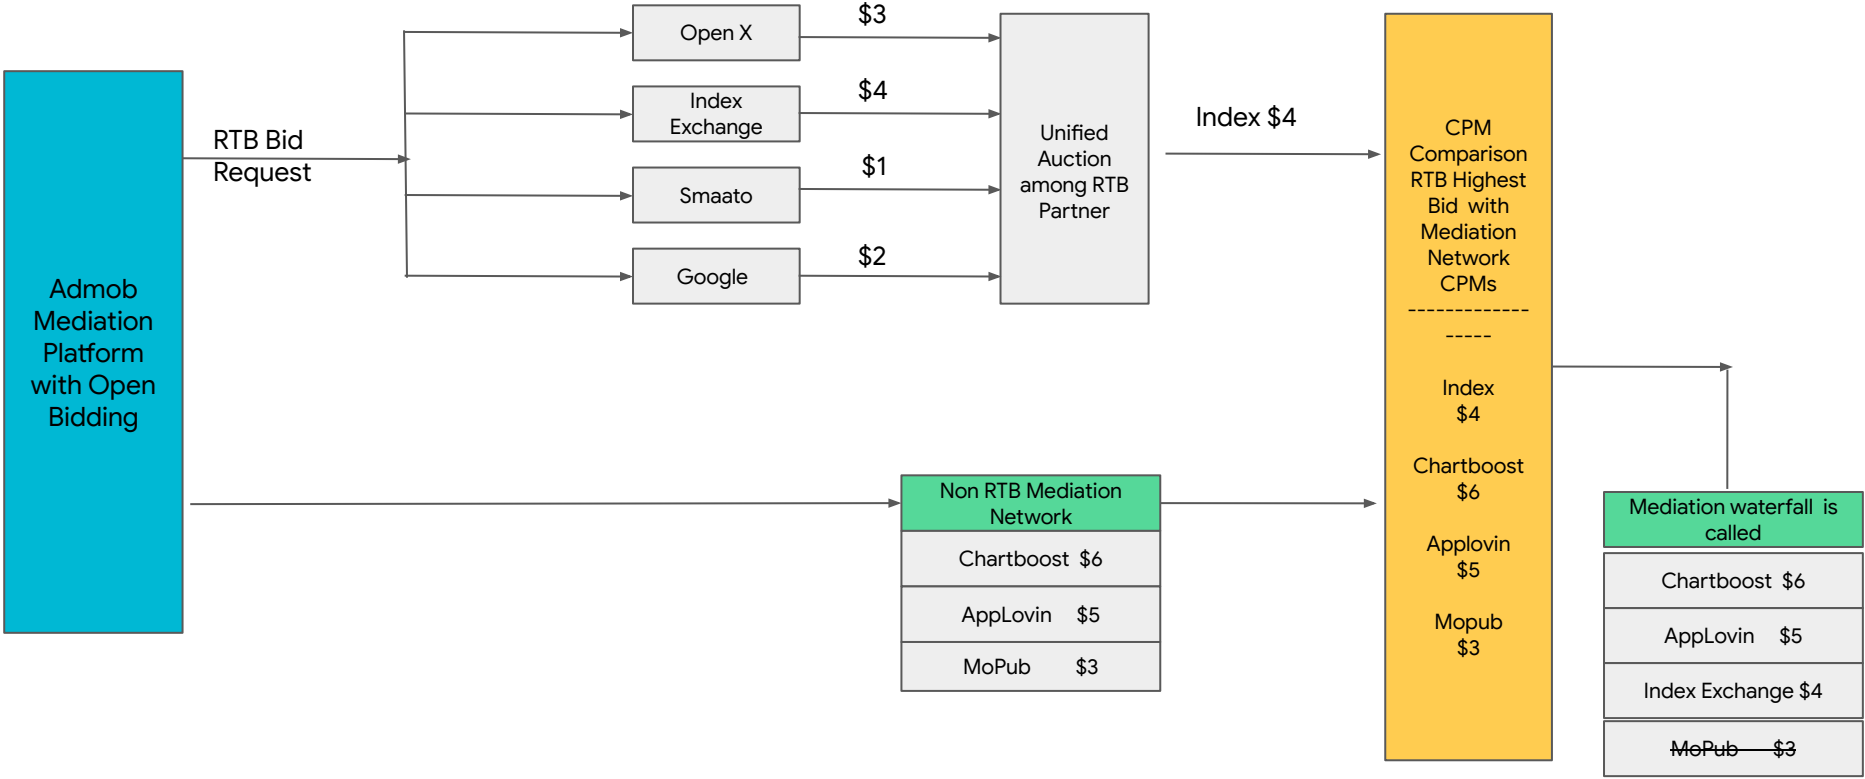 Admob
Mediation
Platform
with Open
Bidding
RTB Bid
Request
Open X
Index
Exchange
Smaato
Google
$3
$4
$1
$2
Unified
Auction
among RTB
Partner
Index $4
Non RTB Mediation
Network
Chartboost $6
AppLovin $5
MoPub $3
CPM
Comparison
RTB Highest
Bid with
Mediation
Network
CPMs
-------------
-----
Index
$4
Chartboost
$6
Applovin
$5
Mopub
$3
Mediation waterfall is
called
Chartboost $6
AppLovin $5
Index Exchange $4
MoPub $3